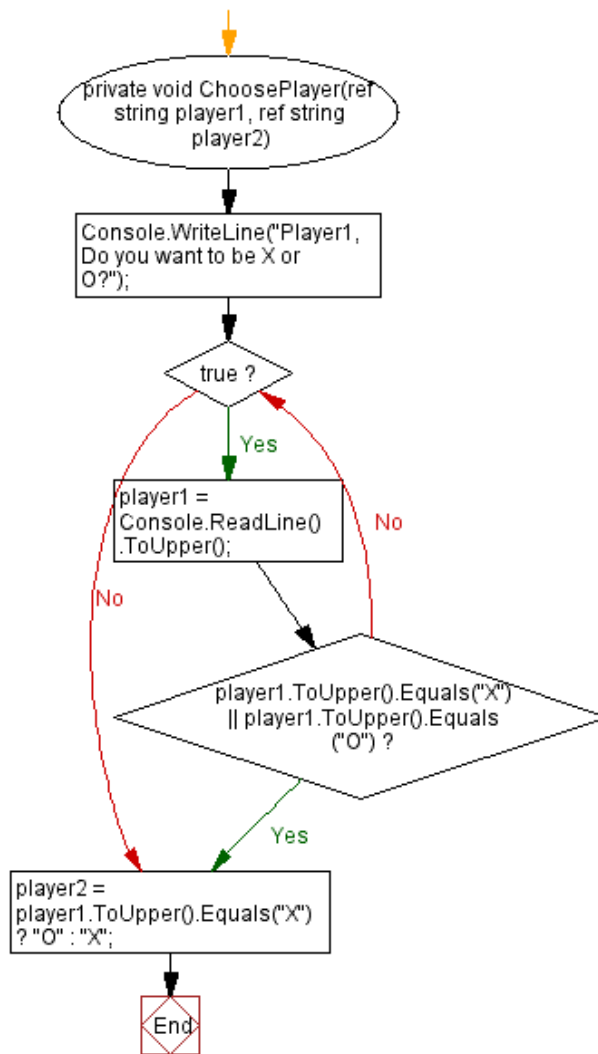 private void ChoosePlayer(ref
string player1, ref string
player2)
Console.WriteLine("Player1,
Do you want to be X or
O?");
true ?
Yes
player1 =
Console.ReadLine()
.ToUpper();
No
No
player1.ToUpper().Equals("X")
|| player1.ToUpper().Equals
("O") ?
Yes
player2 =
player1.ToUpper().Equals("X")
? "O" : "X";
End